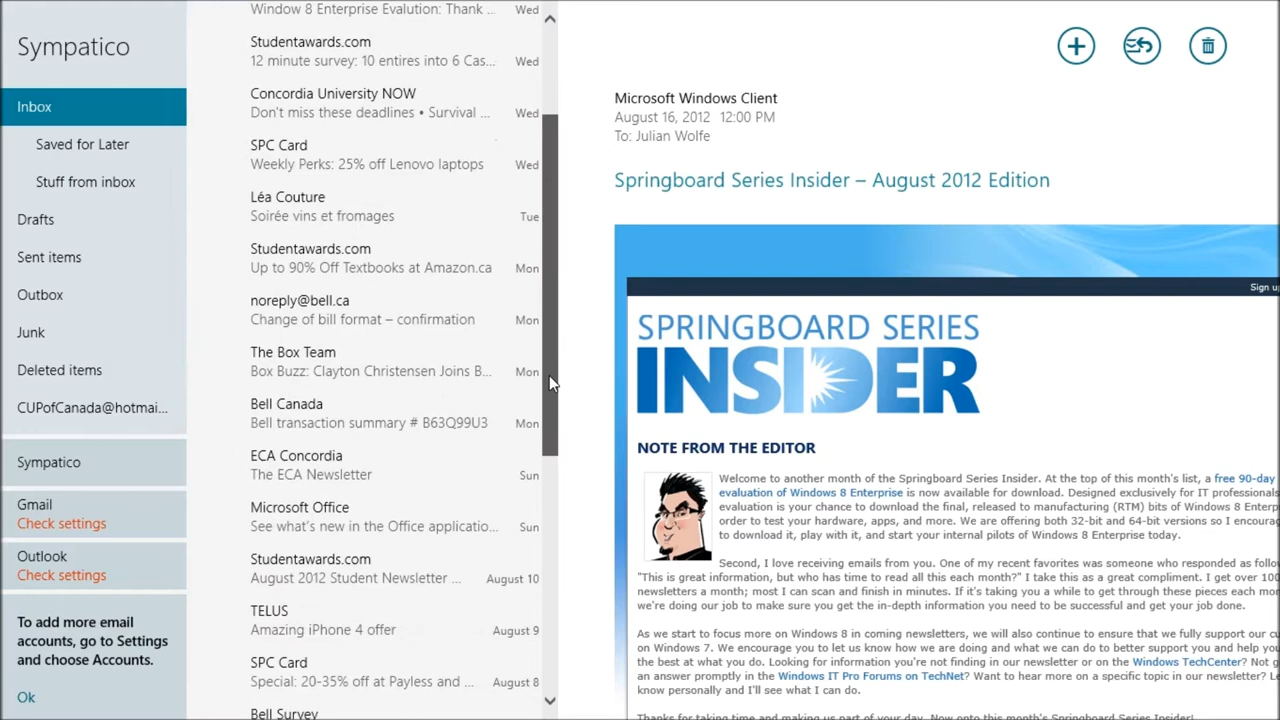 Sympatico
Inbox
Saved for Later
Stuff from inbox
Drafts
Sent items
Outbox
Junk
Deleted items
CUPofCanada@hotmai...
Sympatico
Gmail
Check settings
Outlook
Check settings
To add more email
accounts, go to Settings
and choose Accounts.
Ok
Window 8 Enterprise Evalution: Thank ... Wed
Studentawards.com
12 minute survey: 10 entires into 6 Cas... Wed
Concordia University NOW
Don't miss these deadlines • Survival ... Wed
SPC Card
Weekly Perks: 25% off Lenovo laptops Wed
Léa Couture
Soirée vins et fromages Tue
Studentawards.com
Up to 90% Off Textbooks at Amazon.ca Mon
noreply@bell.ca
Change of bill format – confirmation Mon
The Box Team
Box Buzz: Clayton Christensen Joins B... Mon
Bell Canada
Bell transaction summary # B63Q99U3 Mon
ECA Concordia
The ECA Newsletter Sun
Microsoft Office
See what's new in the Office applicatio... Sun
Studentawards.com
August 2012 Student Newsletter ... August 10
TELUS
Amazing iPhone 4 offer August 9
SPC Card
Special: 20-35% off at Payless and ... August 8
Bell Survey
Microsoft Windows Client
August 16, 2012 12:00 PM
To: Julian Wolfe
Springboard Series Insider – August 2012 Edition
Sign
SPRINGBOARD SERIES
INSIDER
NOTE FROM THE EDITOR
Welcome to another month of the Springboard Series Insider. At the top of this month's list, a free 90-day
evaluation of Windows 8 Enterprise is now available for download. Designed exclusively for IT professionals
evaluation is your chance to download the final, released to manufacturing (RTM) bits of Windows 8 Enterp
order to test your hardware, apps, and more. We are offering both 32-bit and 64-bit versions so I encourag
to download it, play with it, and start your internal pilots of Windows 8 Enterprise today.
Second, I love receiving emails from you. One of my recent favorites was someone who responded as follo
"This is great information, but who has time to read all this each month?" I take this as a great compliment. I get over 100
newsletters a month; most I can scan and finish in minutes. If it's taking you a while to get through these pieces each mon
we're doing our job to make sure you get the in-depth information you need to be successful and get your job done.
As we start to focus more on Windows 8 in coming newsletters, we will also continue to ensure that we fully support our cu
on Windows 7. We encourage you to let us know how we are doing and what we can do to better support you and help you
the best at what you do. Looking for information you're not finding in our newsletter or on the Windows TechCenter? Not g
an answer promptly in the Windows IT Pro Forums on TechNet? Want to hear more on a specific topic in our newsletter? Le
know personally and I'll see what I can do.
Thanks for taking time and making us part of your day. Now onto this month's Springboard Series Insider!